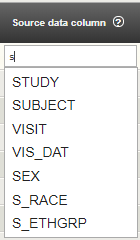 Source data column ?
s
STUDY
SUBJECT
VISIT
VIS_DAT
SEX
S_RACE
S_ETHGRP